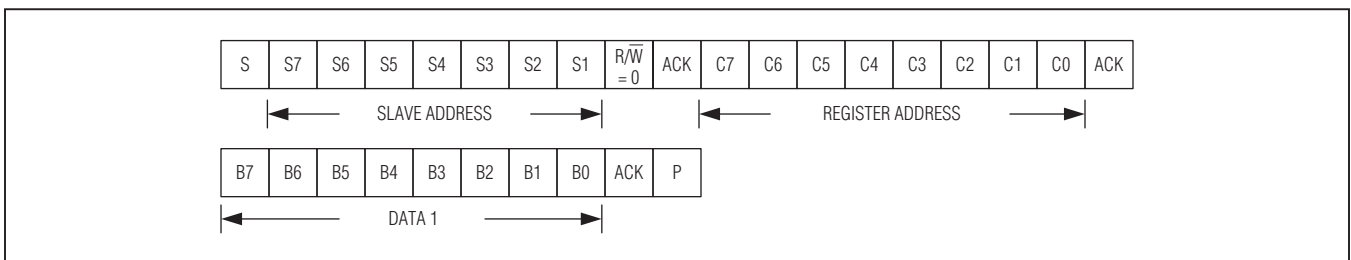 S S7 S6 S5 S4 S3 S2 S1 R/W̅ = 0 ACK C7 C6 C5 C4 C3 C2 C1 C0 ACK
SLAVE ADDRESS REGISTER ADDRESS
B7 B6 B5 B4 B3 B2 B1 B0 ACK P
DATA 1